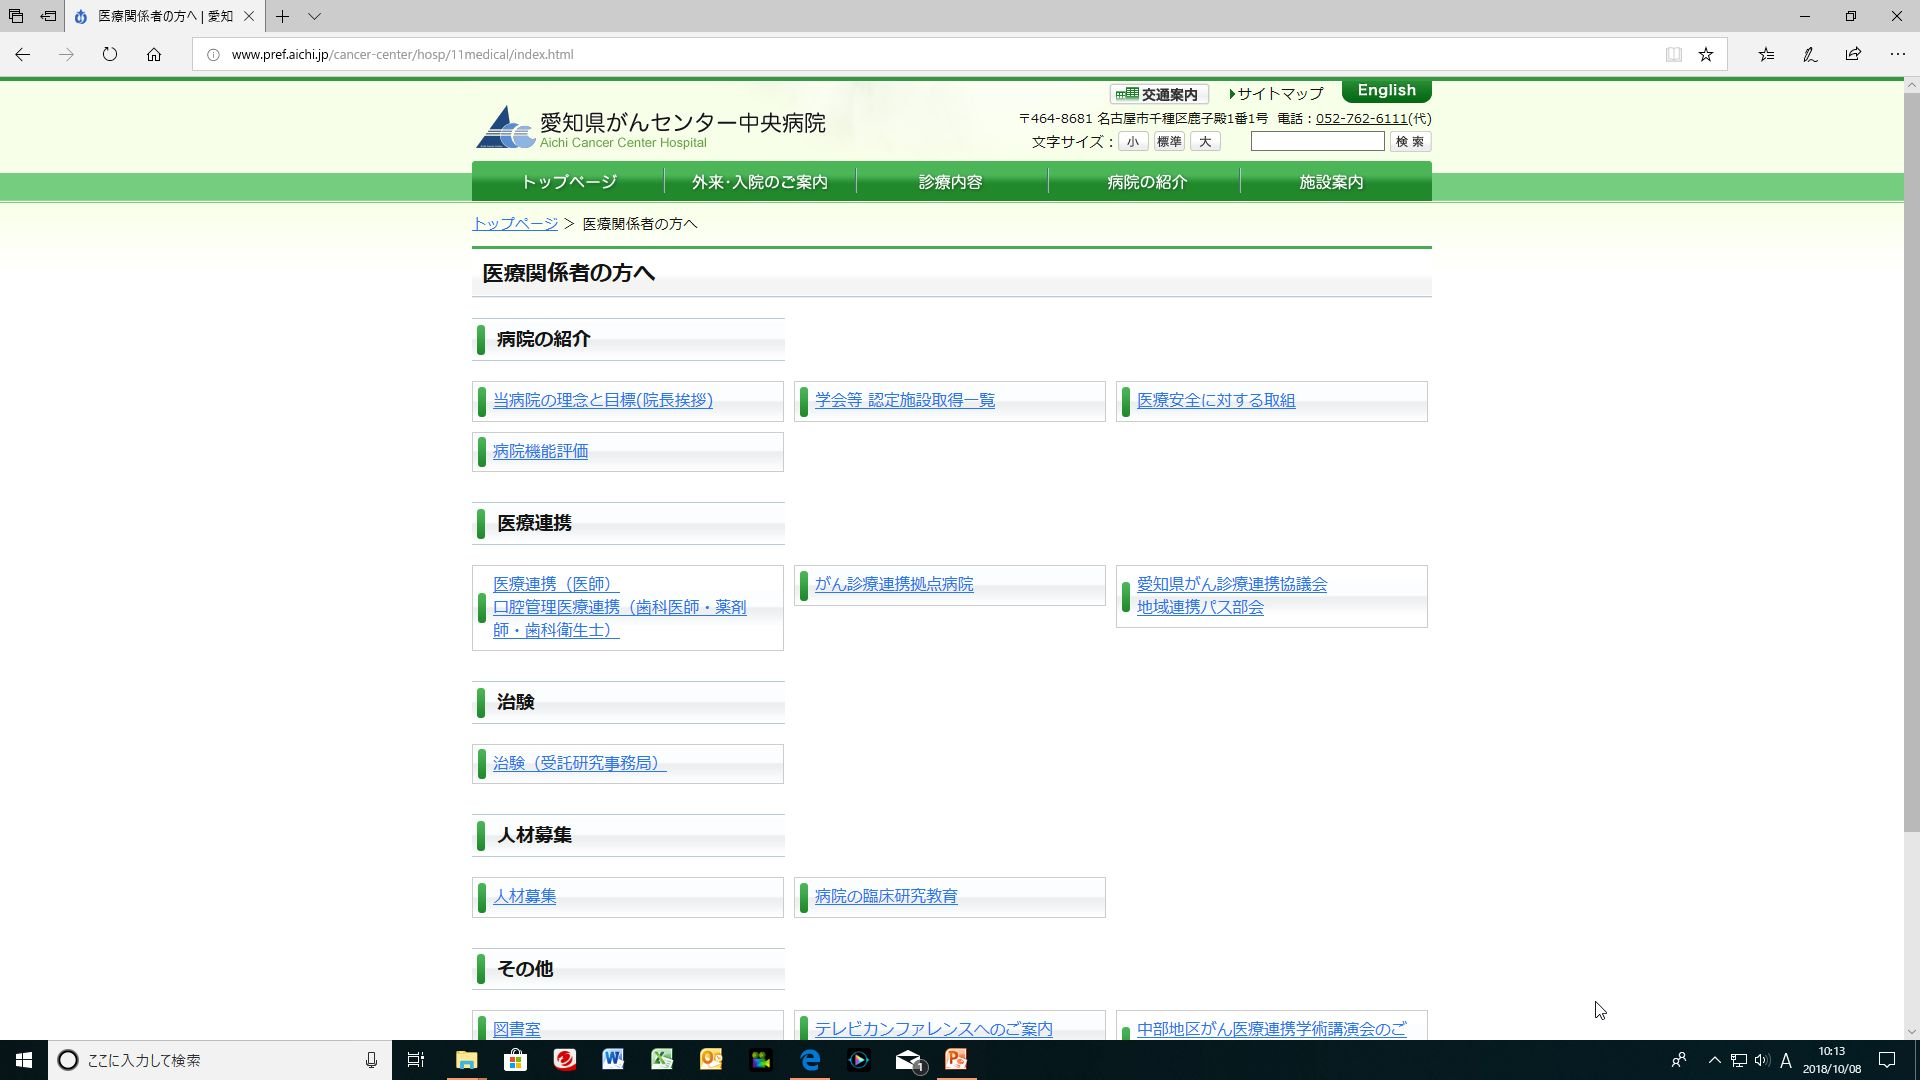 医療関係者の方へ | 愛知
www.pref.aichi.jp/cancer-center/hosp/11medical/index.html
交通案内 サイトマップ English
愛知県がんセンター中央病院
Aichi Cancer Center Hospital
〒464-8681 名古屋市千種区鹿子殿1番1号 電話：052-762-6111(代)
文字サイズ： 小 標準 大 検 索
トップページ 外来･入院のご案内 診療内容 病院の紹介 施設案内
トップページ ＞ 医療関係者の方へ
医療関係者の方へ
病院の紹介
当病院の理念と目標(院長挨拶) 学会等 認定施設取得一覧 医療安全に対する取組
病院機能評価
医療連携
医療連携（医師）
口腔管理医療連携（歯科医師・薬剤
師・歯科衛生士）
がん診療連携拠点病院
愛知県がん診療連携協議会
地域連携パス部会
治験
治験（受託研究事務局）
人材募集
人材募集 病院の臨床研究教育
その他
図書室 テレビカンファレンスへのご案内 中部地区がん医療連携学術講演会のご
ここに入力して検索
1
A
10:13
2018/10/08